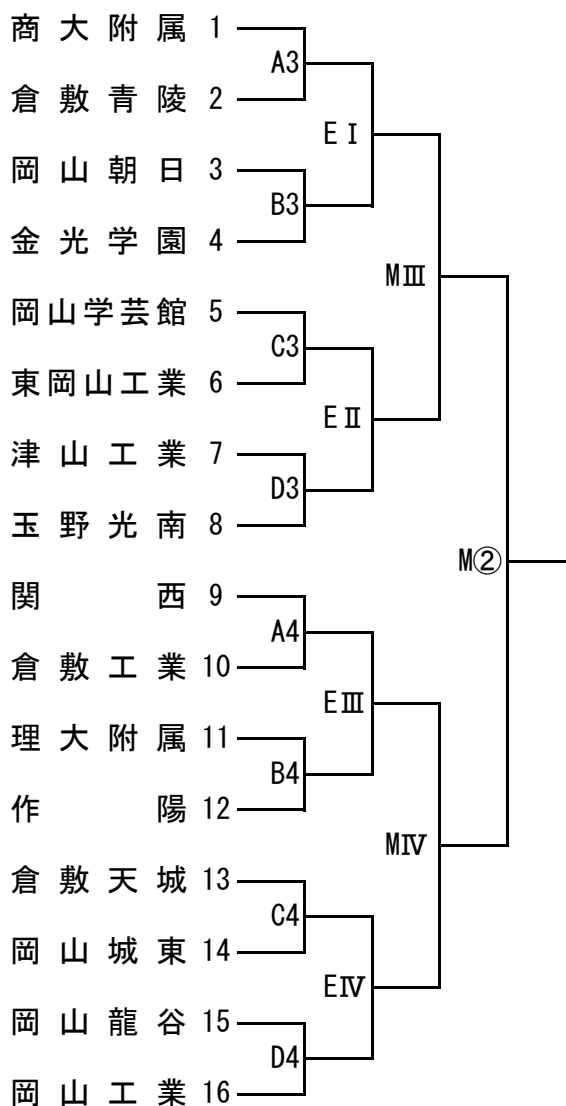 商大附属 1
A3
倉敷青陵 2
E I
岡山朝日 3
B3
金光学園 4
MⅢ
岡山学芸館 5
C3
東岡山工業 6
EⅡ
津山工業 7
D3
玉野光南 8
M②
関西 9
A4
倉敷工業 10
EⅢ
理大附属 11
B4
作陽 12
MⅣ
倉敷天城 13
C4
岡山城東 14
EⅣ
岡山龍谷 15
D4
岡山工業 16